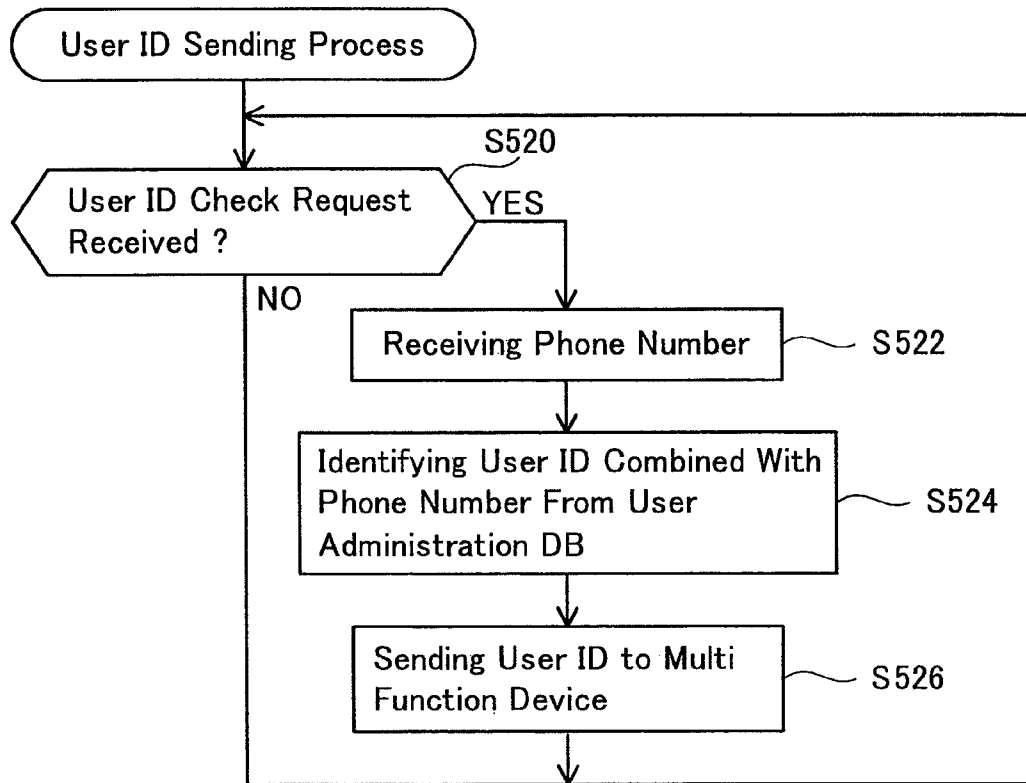 User ID Sending Process
S520
User ID Check Request
Received ?
YES
NO
Receiving Phone Number
S522
Identifying User ID Combined With
Phone Number From User
Administration DB
S524
Sending User ID to Multi
Function Device
S526